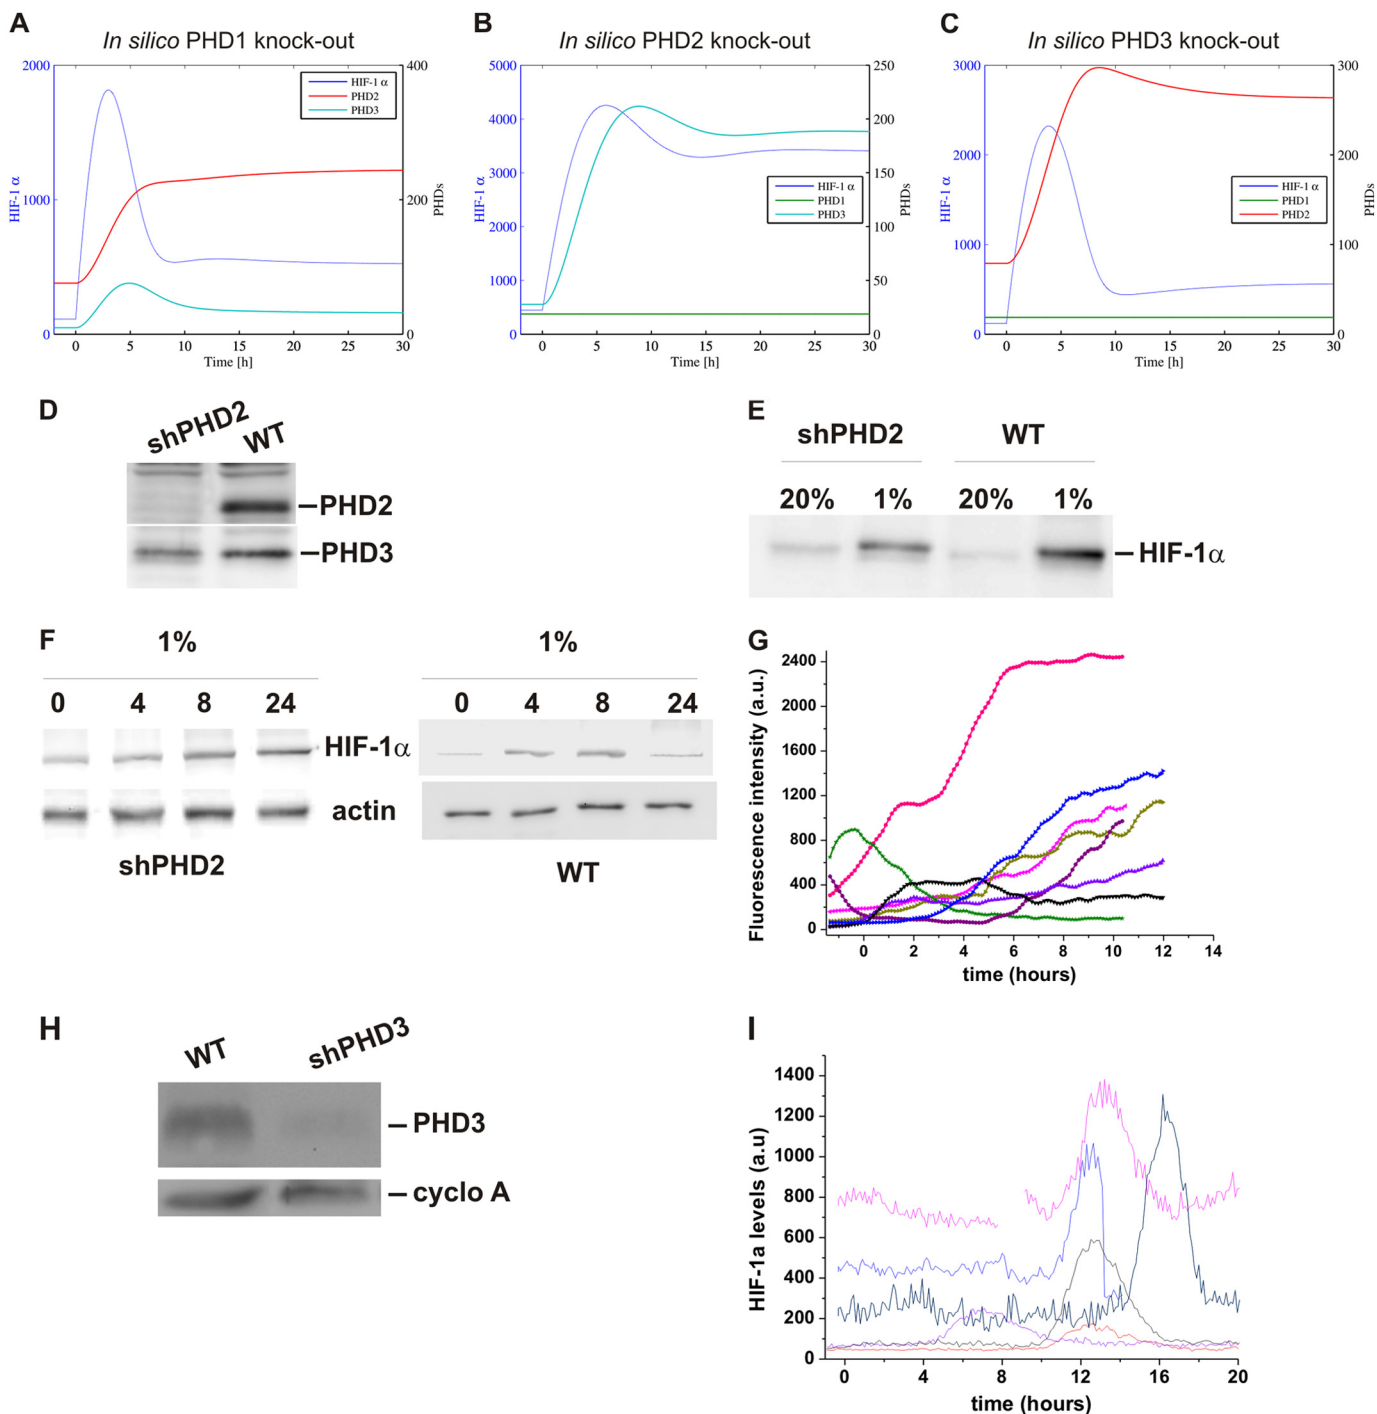 A
In silico PHD1 knock-out
2000
1000
0
HIF-1 α
400
200
0
PHDs
HIF-1 α
PHD2
PHD3
0 5 10 15 20 25 30
Time [h]
B
In silico PHD2 knock-out
5000
4000
3000
2000
1000
0
HIF-1 α
250
200
150
100
50
0
PHDs
HIF-1 α
PHD1
PHD3
0 5 10 15 20 25 30
Time [h]
C
In silico PHD3 knock-out
3000
2000
1000
0
HIF-1 α
300
200
100
0
PHDs
HIF-1 α
PHD1
PHD2
0 5 10 15 20 25 30
Time [h]
D
shPHD2 WT
PHD2
PHD3
E
shPHD2 WT
20% 1% 20% 1%
HIF-1α
F
1% 1%
0 4 8 24 0 4 8 24
HIF-1α
actin
shPHD2 WT
G
2400
2000
1600
1200
800
400
0
Fluorescence intensity (a.u.)
0 2 4 6 8 10 12 14
time (hours)
H
WT shPHD3
PHD3
cyclo A
I
1400
1200
1000
800
600
400
200
0
HIF-1a levels (a.u)
0 4 8 12 16 20
time (hours)